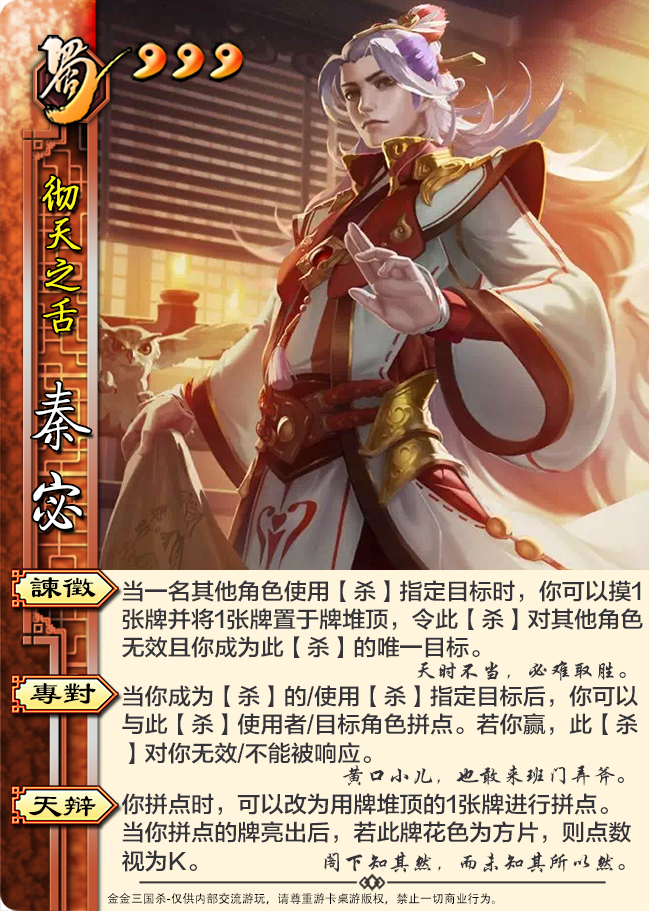 蜀
彻天之舌
秦宓
諫徵
当一名其他角色使用【杀】指定目标时，你可以摸1
张牌并将1张牌置于牌堆顶，令此【杀】对其他角色
无效且你成为此【杀】的唯一目标。
天时不当，必难取胜。
專對
当你成为【杀】的/使用【杀】指定目标后，你可以
与此【杀】使用者/目标角色拼点。若你赢，此【杀
】对你无效/不能被响应。
黄口小儿，也敢来班门弄斧。
天辩
你拼点时，可以改为用牌堆顶的1张牌进行拼点。
当你拼点的牌亮出后，若此牌花色为方片，则点数
视为K。
阁下知其然，而未知其所以然。
金金三国杀-仅供内部交流游玩，请尊重游卡桌游版权，禁止一切商业行为。